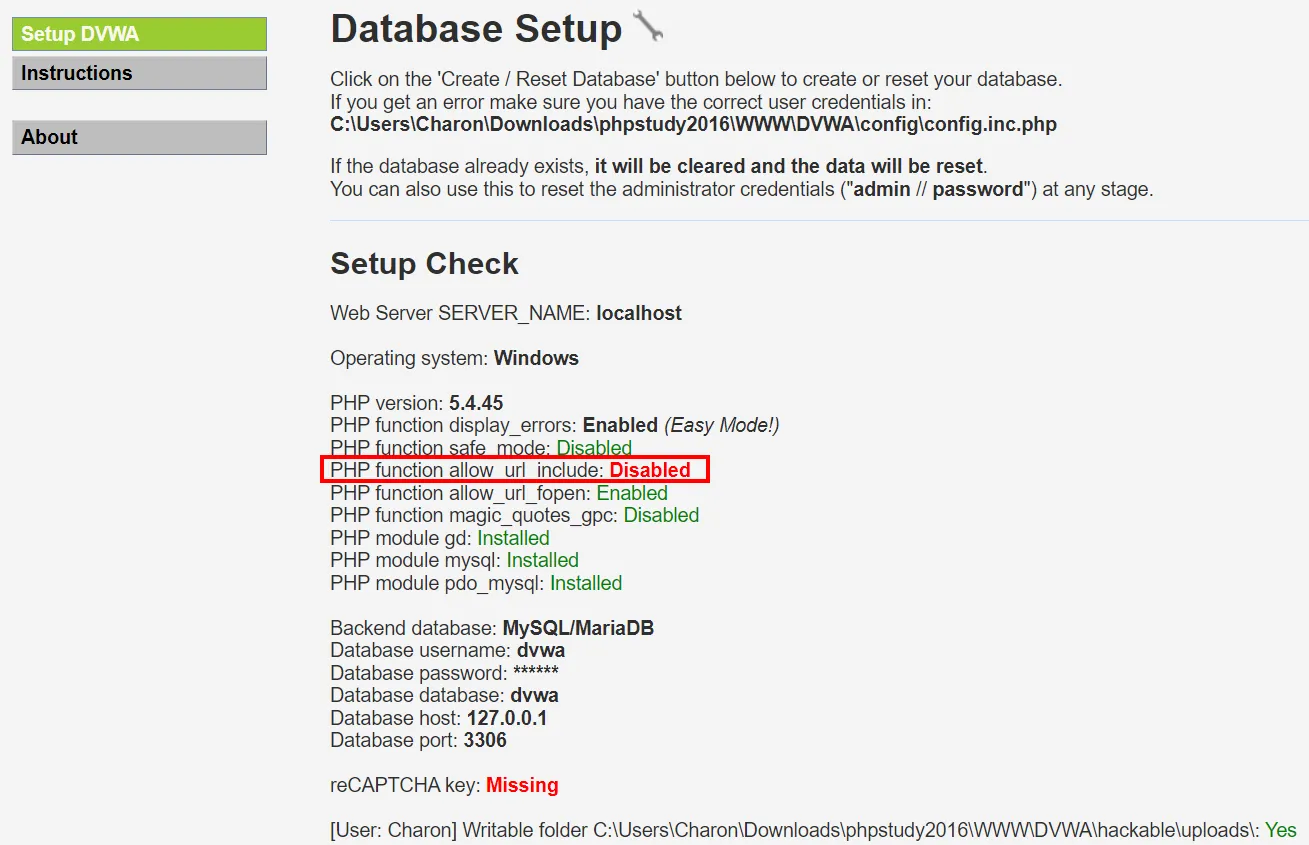 Setup DVWA
Instructions
About
Database Setup
Click on the 'Create / Reset Database' button below to create or reset your database.
If you get an error make sure you have the correct user credentials in:
C:\Users\Charon\Downloads\phpstudy2016\WWW\DVWA\config\config.inc.php
If the database already exists, it will be cleared and the data will be reset.
You can also use this to reset the administrator credentials ("admin // password") at any stage.
Setup Check
Web Server SERVER_NAME: localhost
Operating system: Windows
PHP version: 5.4.45
PHP function display_errors: Enabled (Easy Mode!)
PHP function safe_mode: Disabled
PHP function allow_url_include: Disabled
PHP function allow_url_fopen: Enabled
PHP function magic_quotes_gpc: Disabled
PHP module gd: Installed
PHP module mysql: Installed
PHP module pdo_mysql: Installed
Backend database: MySQL/MariaDB
Database username: dvwa
Database password: ******
Database database: dvwa
Database host: 127.0.0.1
Database port: 3306
reCAPTCHA key: Missing
[User: Charon] Writable folder C:\Users\Charon\Downloads\phpstudy2016\WWW\DVWA\hackable\uploads\: Yes